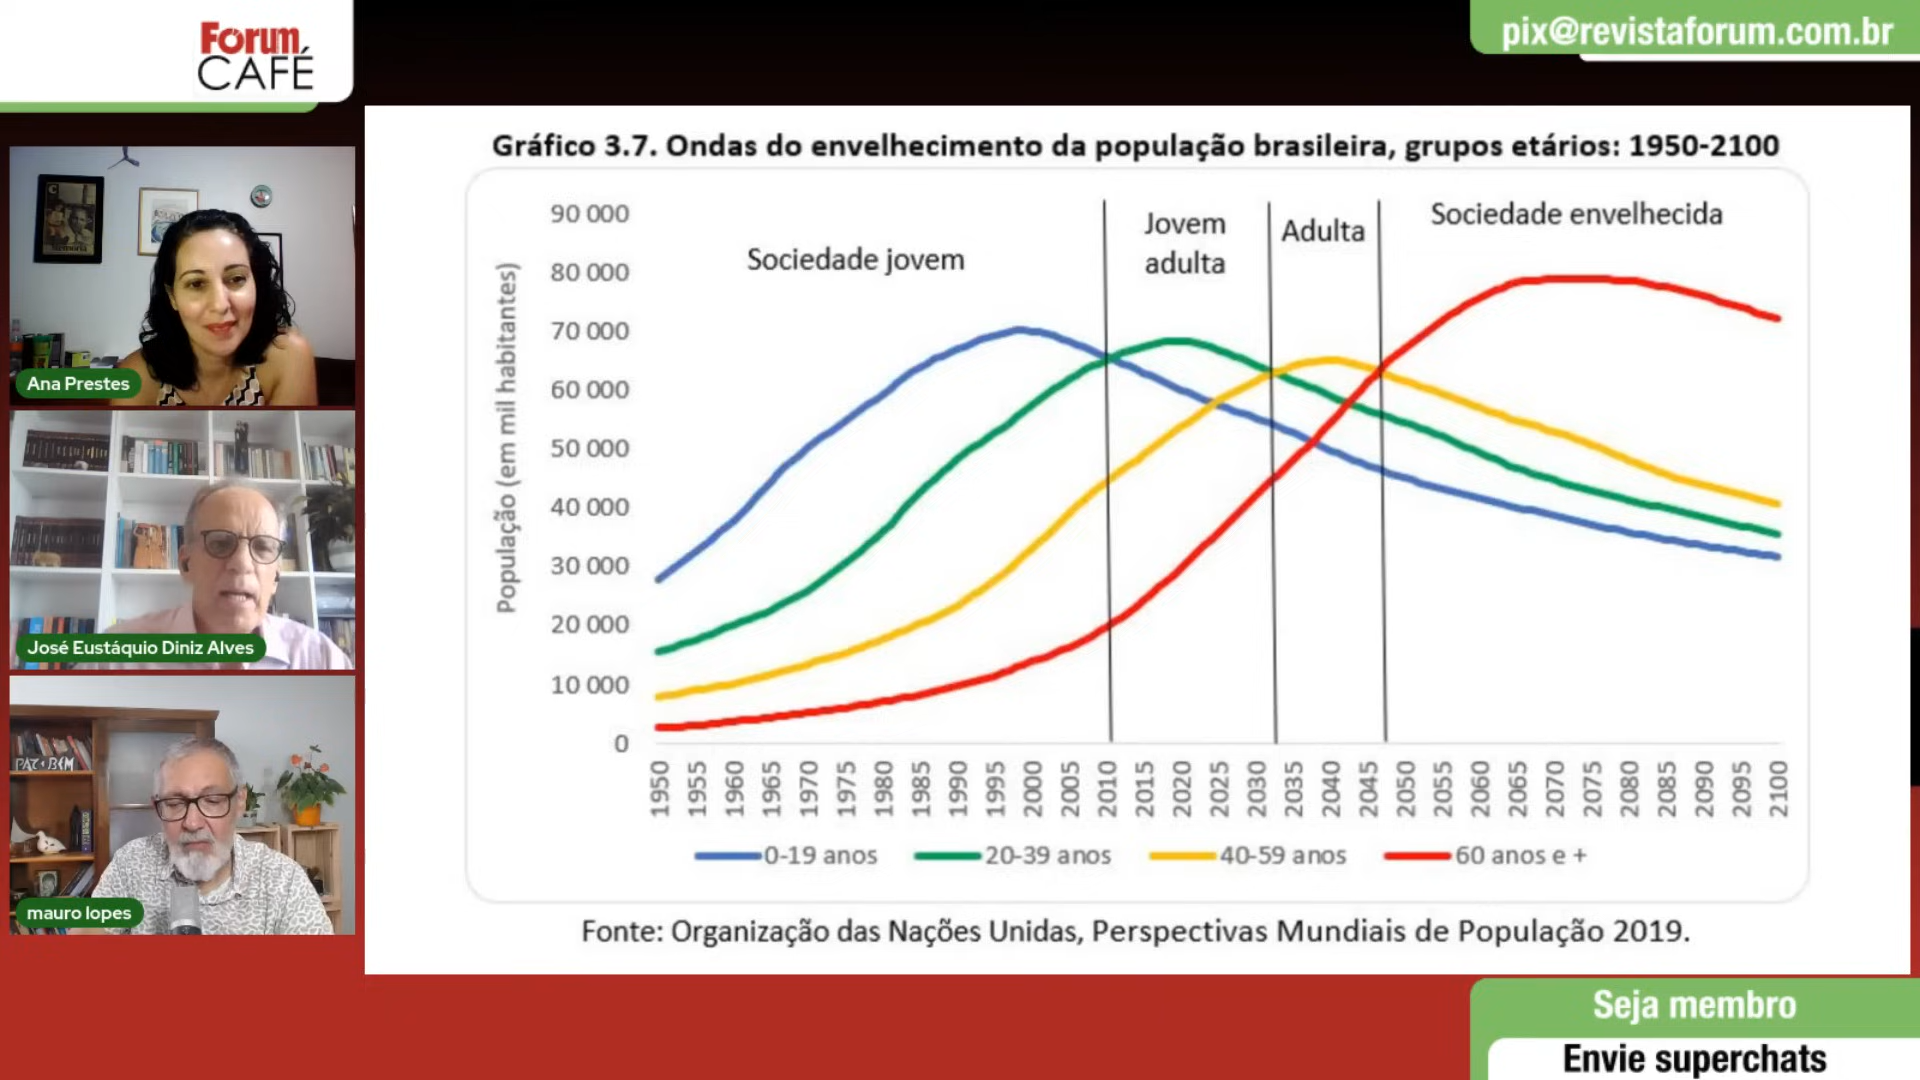 Forum
CAFÉ
pix@revistaforum.com.br
Ana Prestes
José Eustáquio Diniz Alves
PAZ·BEM
mauro lopes
Gráfico 3.7. Ondas do envelhecimento da população brasileira, grupos etários: 1950-2100
População (em mil habitantes)
90 000
80 000
70 000
60 000
50 000
40 000
30 000
20 000
10 000
0
Sociedade jovem
Jovem
adulta
Adulta
Sociedade envelhecida
1950 1955 1960 1965 1970 1975 1980 1985 1990 1995 2000 2005 2010 2015 2020 2025 2030 2035 2040 2045 2050 2055 2060 2065 2070 2075 2080 2085 2090 2095 2100
0-19 anos 20-39 anos 40-59 anos 60 anos e +
Fonte: Organização das Nações Unidas, Perspectivas Mundiais de População 2019.
Seja membro
Envie superchats